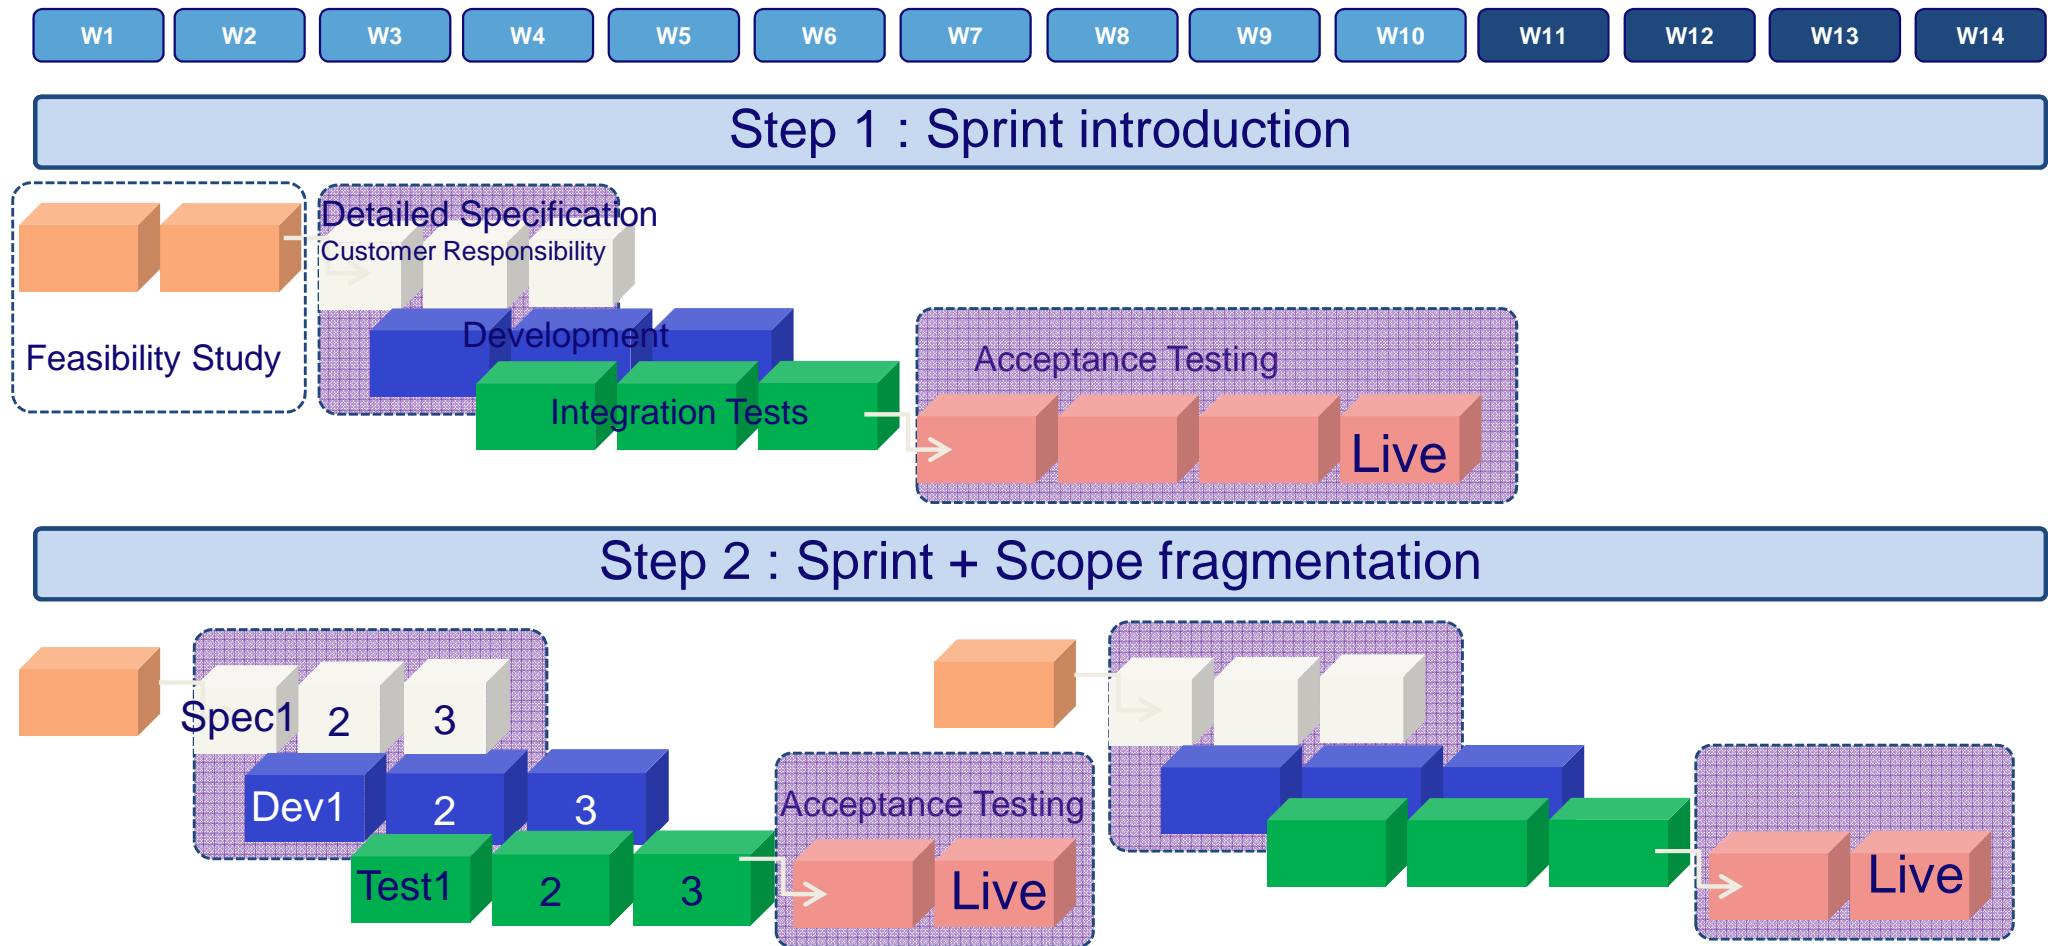 W1 W2 W3 W4 W5 W6 W7 W8 W9 W10 W11 W12 W13 W14
Step 1 : Sprint introduction
Detailed Specification
Customer Responsibility
Development
Feasibility Study
Acceptance Testing
Integration Tests
Live
Step 2 : Sprint + Scope fragmentation
Spec1 2 3
Dev1 2 3
Acceptance Testing
Test1 2 3
Live
Live